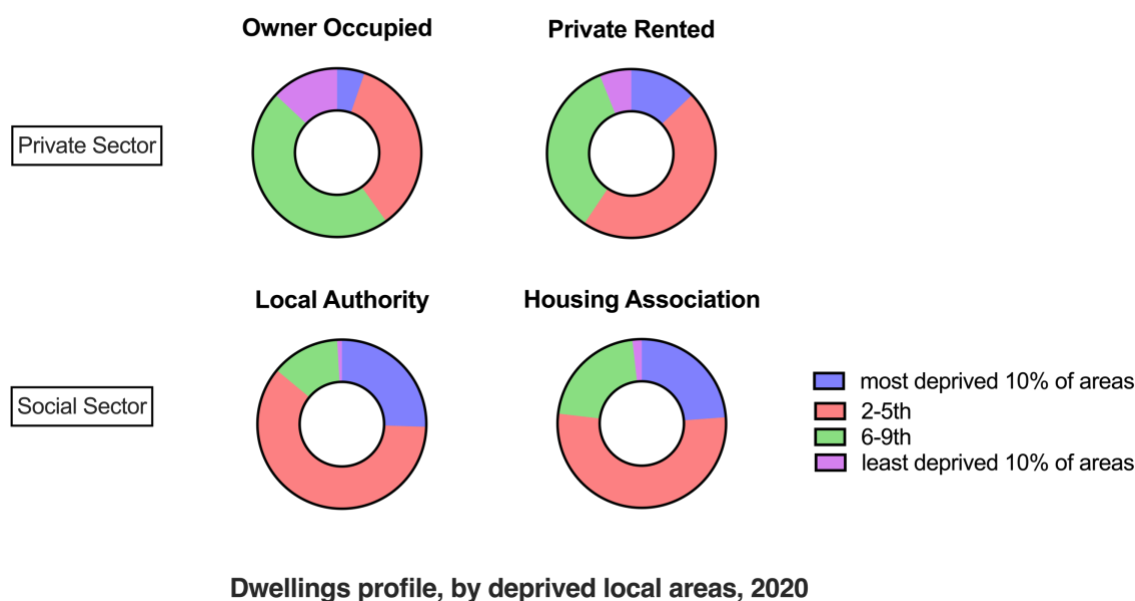 Owner Occupied
Private Rented
Private Sector
Local Authority
Housing Association
Social Sector
most deprived 10% of areas
2-5th
6-9th
least deprived 10% of areas
Dwellings profile, by deprived local areas, 2020